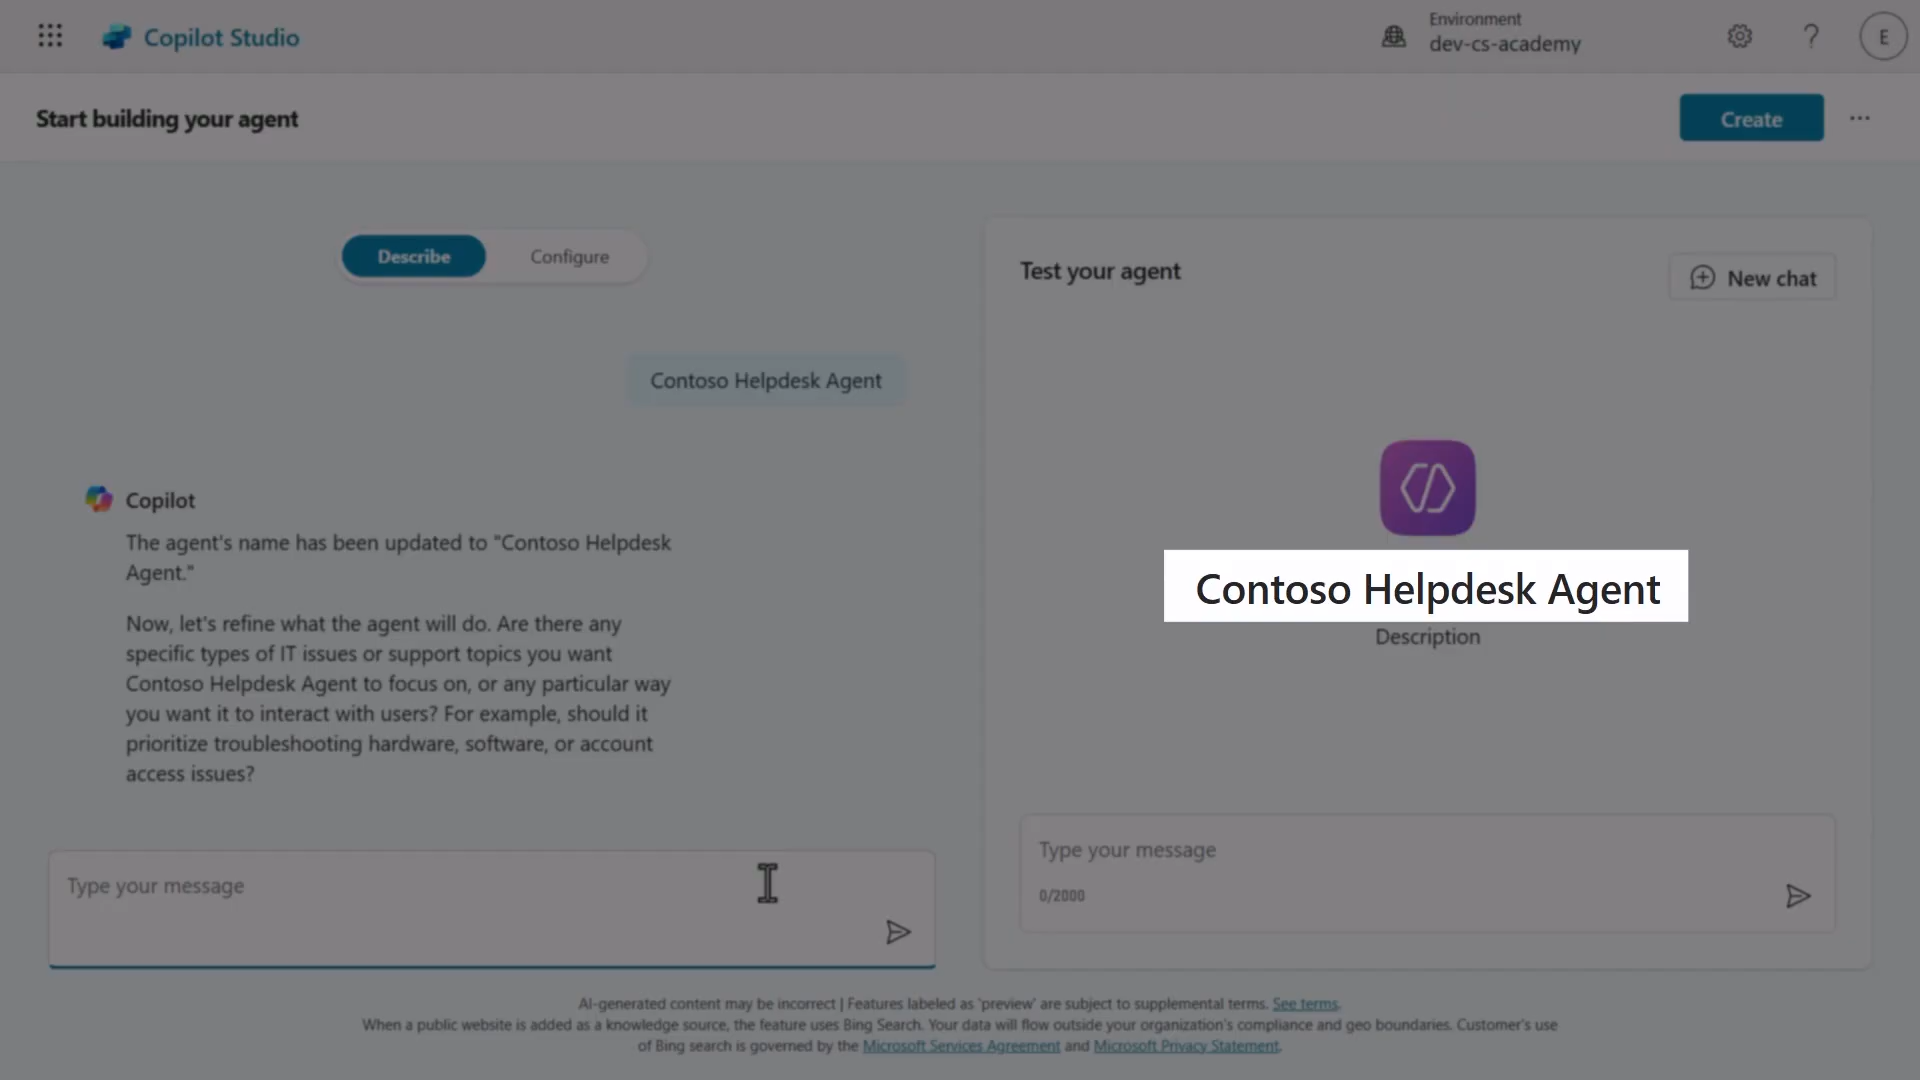 Copilot Studio
Environment
dev-cs-academy
E
Start building your agent
Create
Describe
Configure
Contoso Helpdesk Agent
Copilot
The agent's name has been updated to "Contoso Helpdesk
Agent."
Now, let's refine what the agent will do. Are there any
specific types of IT issues or support topics you want
Contoso Helpdesk Agent to focus on, or any particular way
you want it to interact with users? For example, should it
prioritize troubleshooting hardware, software, or account
access issues?
Type your message
Test your agent
New chat
Contoso Helpdesk Agent
Description
Type your message
0/2000
AI-generated content may be incorrect | Features labeled as 'preview' are subject to supplemental terms. See terms.
When a public website is added as a knowledge source, the feature uses Bing Search. Your data will flow outside your organization's compliance and geo boundaries. Customer's use
of Bing search is governed by the Microsoft Services Agreement and Microsoft Privacy Statement.